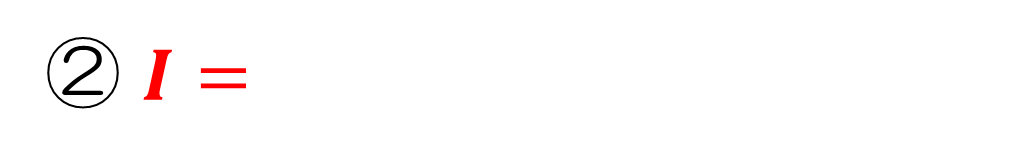 ② I =